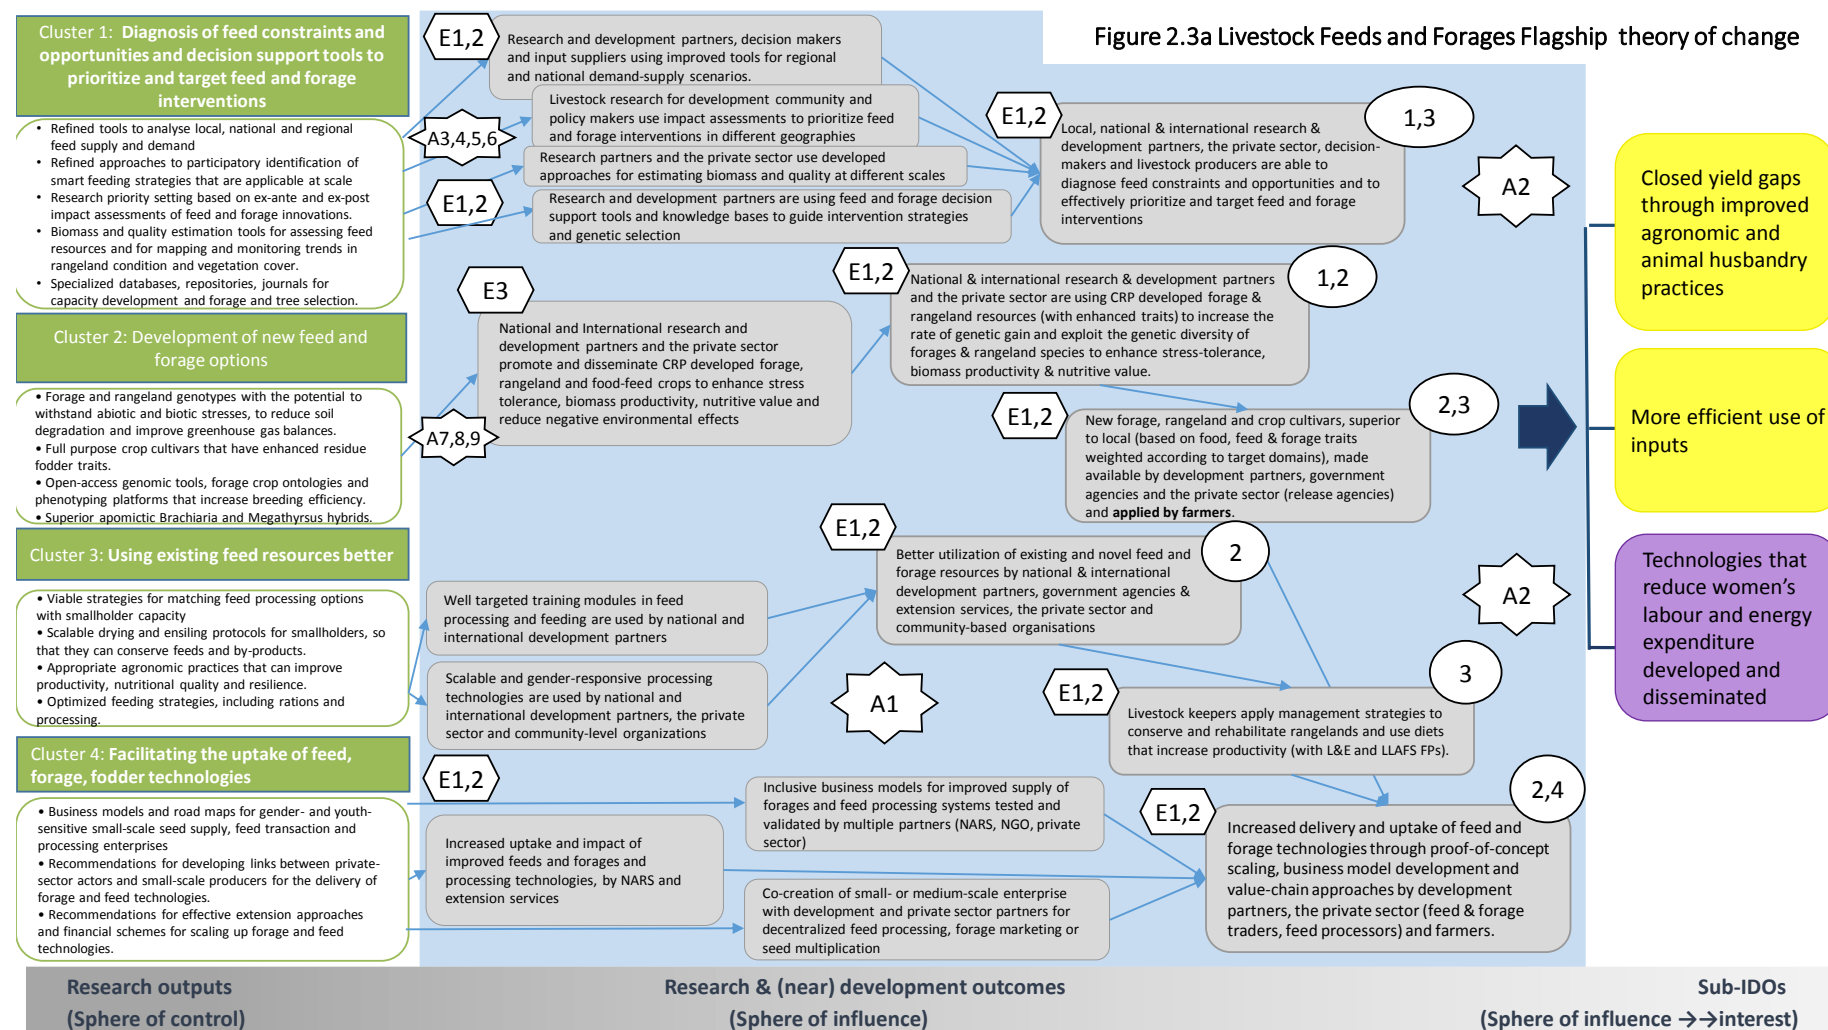 Figure 2.3a Livestock Feeds and Forages Flagship theory of change
Cluster 1: Diagnosis of feed constraints and
opportunities and decision support tools to
prioritize and target feed and forage
interventions
• Refined tools to analyse local, national and regional
feed supply and demand
• Refined approaches to participatory identification of
smart feeding strategies that are applicable at scale
• Research priority setting based on ex-ante and ex-post
impact assessments of feed and forage innovations.
• Biomass and quality estimation tools for assessing feed
resources and for mapping and monitoring trends in
rangeland condition and vegetation cover.
• Specialized databases, repositories, journals for
capacity development and forage and tree selection.
E1,2
Research and development partners, decision makers
and input suppliers using improved tools for regional
and national demand-supply scenarios.
A3,4,5,6
Livestock research for development community and
policy makers use impact assessments to prioritize feed
and forage interventions in different geographies
Research partners and the private sector use developed
approaches for estimating biomass and quality at different scales
E1,2
Research and development partners are using feed and forage decision
support tools and knowledge bases to guide intervention strategies
and genetic selection
E1,2
1,3
Local, national & international research &
development partners, the private sector, decision-
makers and livestock producers are able to
diagnose feed constraints and opportunities and to
effectively prioritize and target feed and forage
interventions
A2
Cluster 2: Development of new feed and
forage options
• Forage and rangeland genotypes with the potential to
withstand abiotic and biotic stresses, to reduce soil
degradation and improve greenhouse gas balances.
• Full purpose crop cultivars that have enhanced residue
fodder traits.
• Open-access genomic tools, forage crop ontologies and
phenotyping platforms that increase breeding efficiency.
• Superior apomictic Brachiaria and Megathyrsus hybrids.
A7,8,9
E3
National and International research and
development partners and the private sector
promote and disseminate CRP developed forage,
rangeland and food-feed crops to enhance stress
tolerance, biomass productivity, nutritive value and
reduce negative environmental effects
E1,2
1,2
National & international research & development partners
and the private sector are using CRP developed forage &
rangeland resources (with enhanced traits) to increase the
rate of genetic gain and exploit the genetic diversity of
forages & rangeland species to enhance stress-tolerance,
biomass productivity & nutritive value.
E1,2
2,3
New forage, rangeland and crop cultivars, superior
to local (based on food, feed & forage traits
weighted according to target domains), made
available by development partners, government
agencies and the private sector (release agencies)
and applied by farmers.
Cluster 3: Using existing feed resources better
• Viable strategies for matching feed processing options
with smallholder capacity
• Scalable drying and ensiling protocols for smallholders, so
that they can conserve feeds and by-products.
• Appropriate agronomic practices that can improve
productivity, nutritional quality and resilience.
• Optimized feeding strategies, including rations and
processing.
Well targeted training modules in feed
processing and feeding are used by national and
international development partners
Scalable and gender-responsive processing
technologies are used by national and
international development partners, the private
sector and community-level organizations
E1,2
2
Better utilization of existing and novel feed and
forage resources by national & international
development partners, government agencies &
extension services, the private sector and
community-based organisations
A1
A2
E1,2
3
Livestock keepers apply management strategies to
conserve and rehabilitate rangelands and use diets
that increase productivity (with L&E and LLAFS FPs).
Cluster 4: Facilitating the uptake of feed,
forage, fodder technologies
• Business models and road maps for gender- and youth-
sensitive small-scale seed supply, feed transaction and
processing enterprises
• Recommendations for developing links between private-
sector actors and small-scale producers for the delivery of
forage and feed technologies.
• Recommendations for effective extension approaches
and financial schemes for scaling up forage and feed
technologies.
E1,2
Increased uptake and impact of
improved feeds and forages and
processing technologies, by NARS and
extension services
Inclusive business models for improved supply of
forages and feed processing systems tested and
validated by multiple partners (NARS, NGO, private
sector)
Co-creation of small- or medium-scale enterprise
with development and private sector partners for
decentralized feed processing, forage marketing or
seed multiplication
E1,2
2,4
Increased delivery and uptake of feed and
forage technologies through proof-of-concept
scaling, business model development and
value-chain approaches by development
partners, the private sector (feed & forage
traders, feed processors) and farmers.
Closed yield gaps
through improved
agronomic and
animal husbandry
practices
More efficient use of
inputs
Technologies that
reduce women's
labour and energy
expenditure
developed and
disseminated
Research outputs
(Sphere of control)
Research & (near) development outcomes
(Sphere of influence)
Sub-IDOs
(Sphere of influence →→interest)